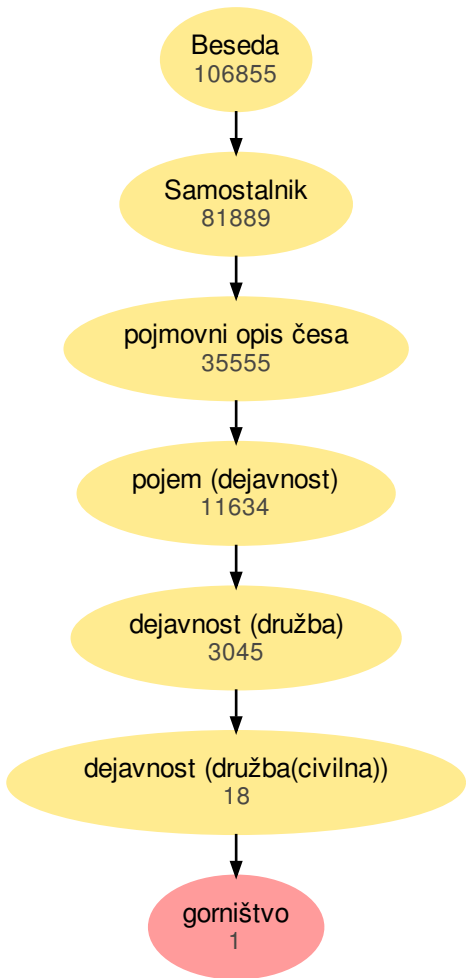 Beseda
106855
Samostalnik
81889
pojmovni opis česa
35555
pojem (dejavnost)
11634
dejavnost (družba)
3045
dejavnost (družba(civilna))
18
gorništvo
1